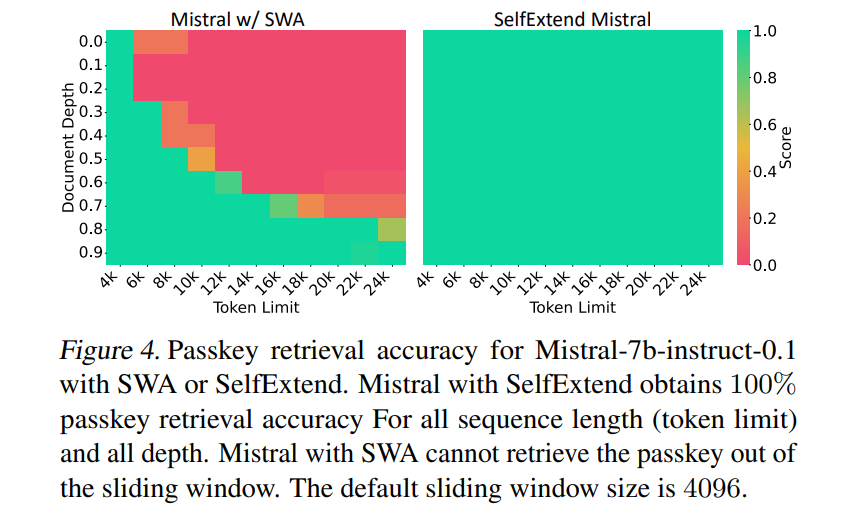 Mistral w/ SWA
SelfExtend Mistral
Document Depth
0.0
0.1
0.2
0.3
0.4
0.5
0.6
0.7
0.8
0.9
4k 6k 8k 10k 12k 14k 16k 18k 20k 22k 24k
Token Limit
4k 6k 8k 10k 12k 14k 16k 18k 20k 22k 24k
Token Limit
1.0
0.8
0.6
0.4
0.2
0.0
Score
Figure 4. Passkey retrieval accuracy for Mistral-7b-instruct-0.1
with SWA or SelfExtend. Mistral with SelfExtend obtains 100%
passkey retrieval accuracy For all sequence length (token limit)
and all depth. Mistral with SWA cannot retrieve the passkey out of
the sliding window. The default sliding window size is 4096.